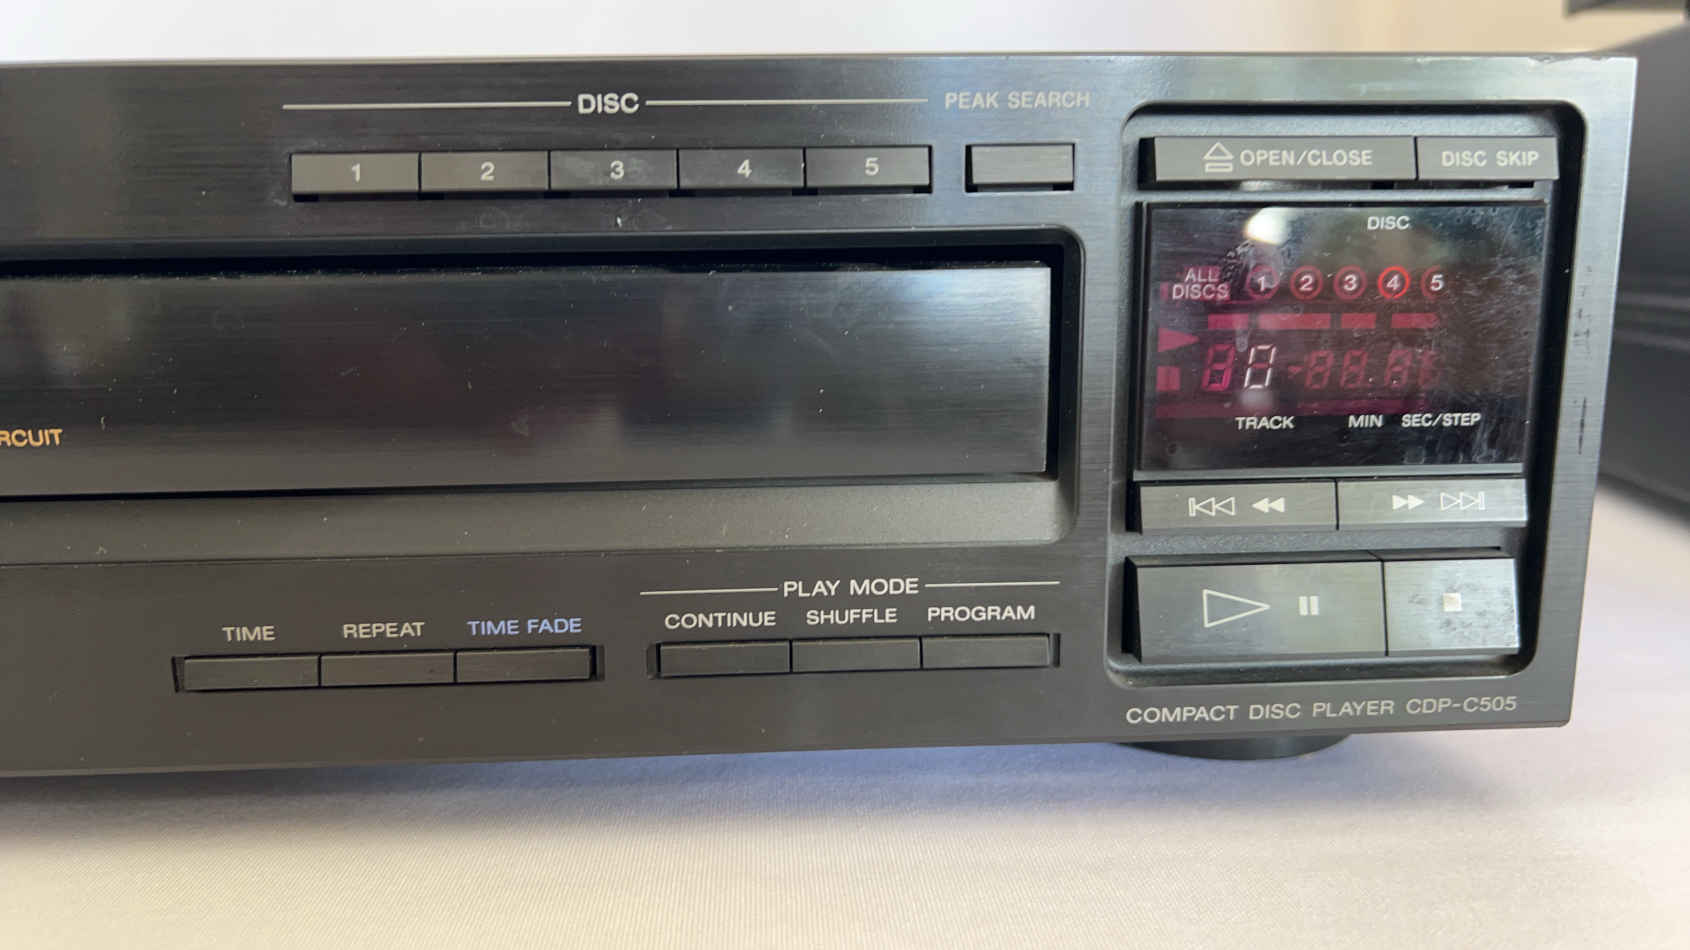 DISC
PEAK SEARCH
1 2 3 4 5
OPEN/CLOSE
DISC SKIP
DISC
ALL DISCS 1 2 3 4 5
0
TRACK MIN SEC/STEP
RCUIT
TIME REPEAT TIME FADE
PLAY MODE
CONTINUE SHUFFLE PROGRAM
COMPACT DISC PLAYER CDP-C505